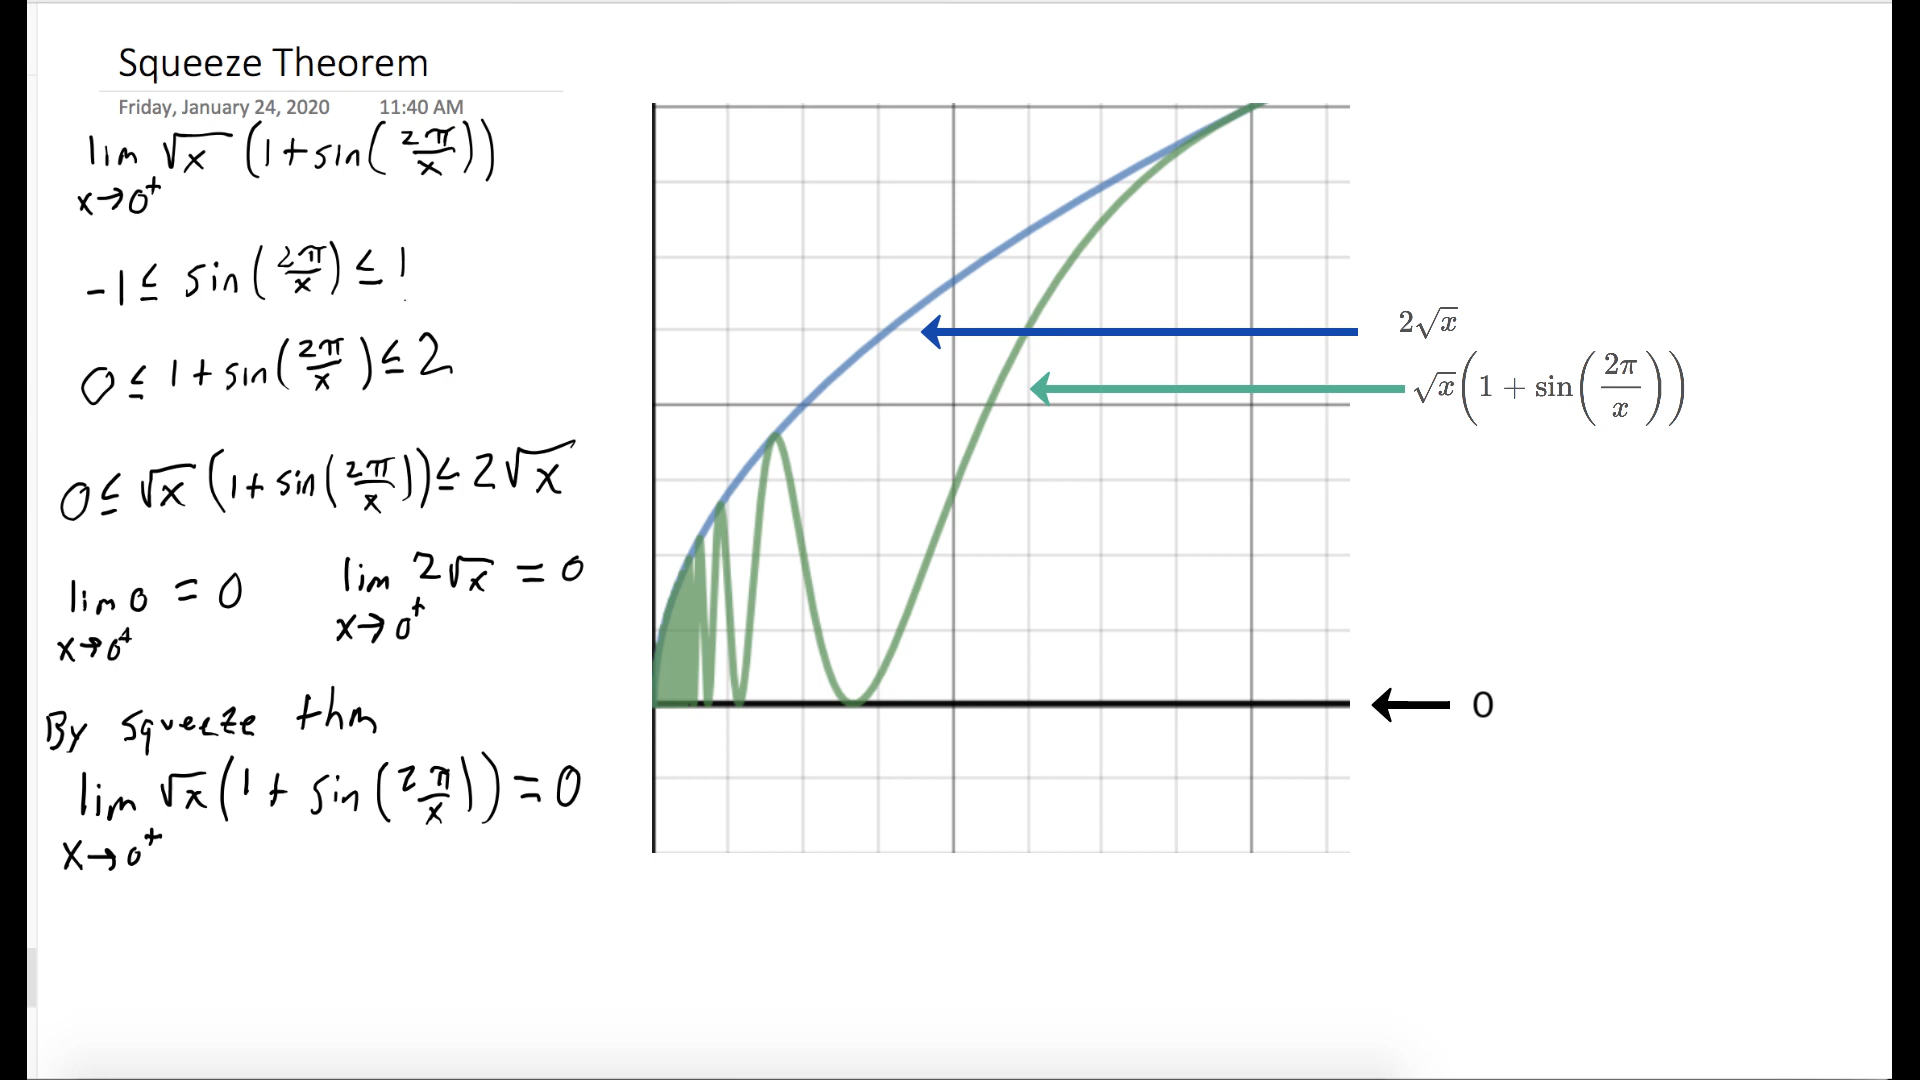 Squeeze Theorem
Friday, January 24, 2020 11:40 AM
lim √x (1+sin(2π/x))
x→0⁺
-1 ≤ sin(2π/x) ≤ 1
0 ≤ 1+sin(2π/x) ≤ 2
0 ≤ √x (1+sin(2π/x)) ≤ 2√x
lim 0 = 0
x→0⁺
lim 2√x = 0
x→0⁺
By squeeze thm
lim √x (1+sin(2π/x)) = 0
x→0⁺
2√x
√x(1+sin(2π/x))
0